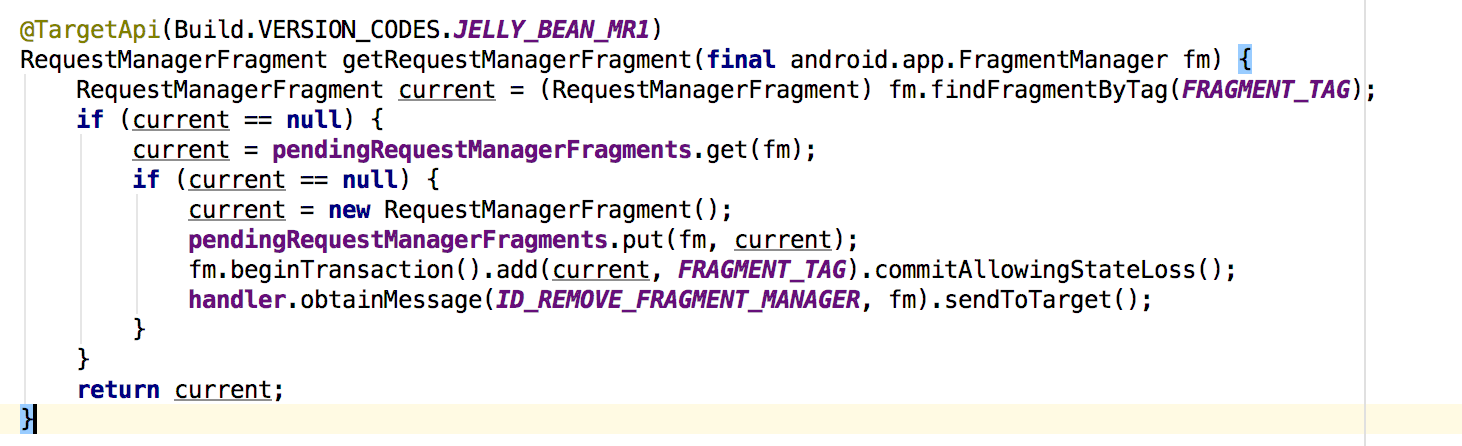 @TargetApi(Build.VERSION_CODES.JELLY_BEAN_MR1)
RequestManagerFragment getRequestManagerFragment(final android.app.FragmentManager fm) {
    RequestManagerFragment current = (RequestManagerFragment) fm.findFragmentByTag(FRAGMENT_TAG);
    if (current == null) {
        current = pendingRequestManagerFragments.get(fm);
        if (current == null) {
            current = new RequestManagerFragment();
            pendingRequestManagerFragments.put(fm, current);
            fm.beginTransaction().add(current, FRAGMENT_TAG).commitAllowingStateLoss();
            handler.obtainMessage(ID_REMOVE_FRAGMENT_MANAGER, fm).sendToTarget();
        }
    }
    return current;
}